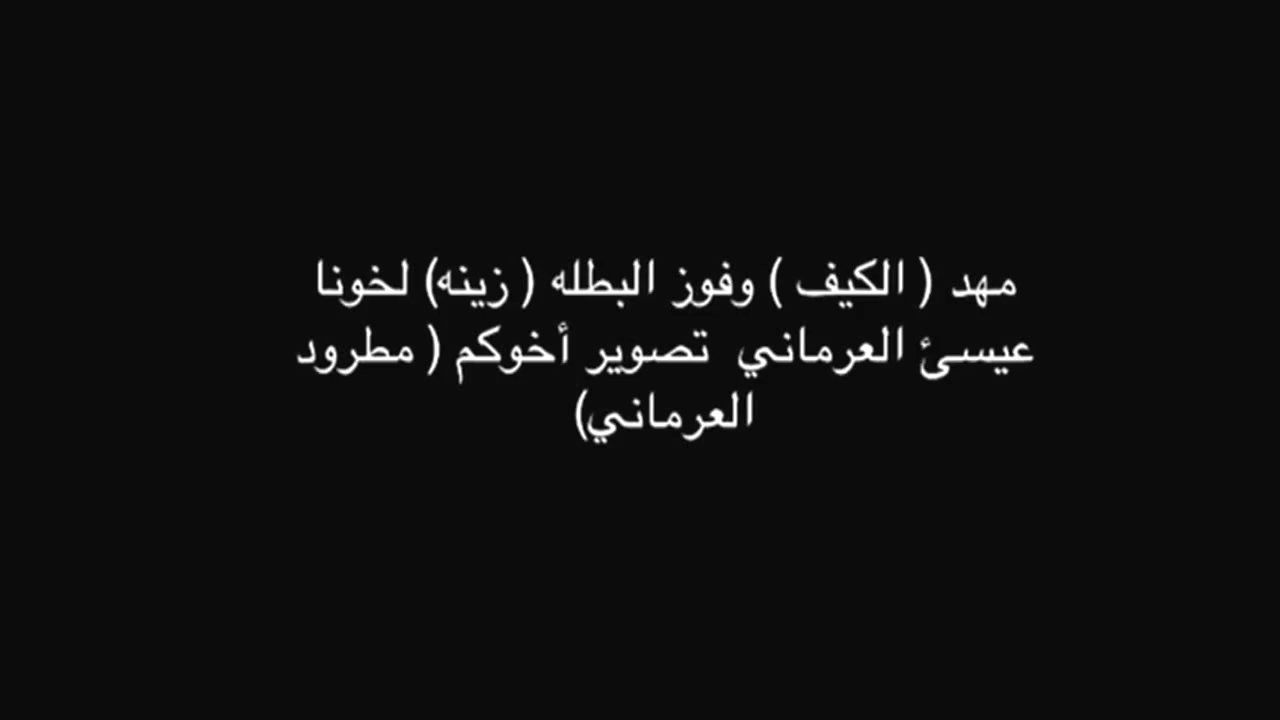 مهد ( الكيف ) وفوز البطله ( زينه) لخونا
عيسئ العرماني تصوير أخوكم ( مطرود
العرماني)